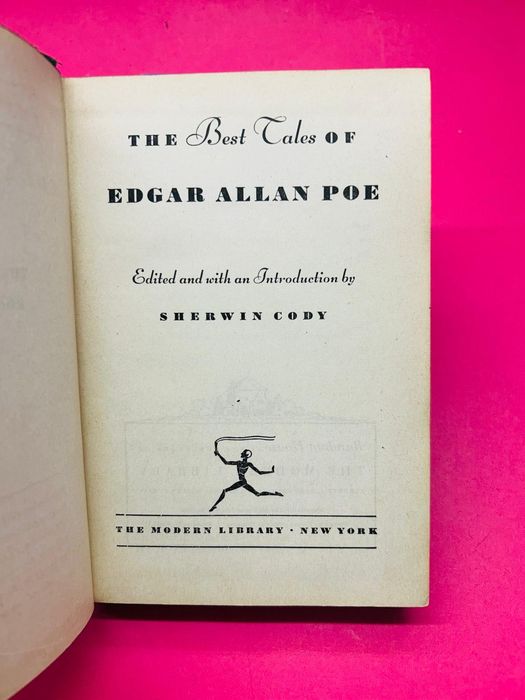 THE Best Tales OF
EDGAR ALLAN POE
Edited and with an Introduction by
SHERWIN CODY
THE MODERN LIBRARY · NEW YORK